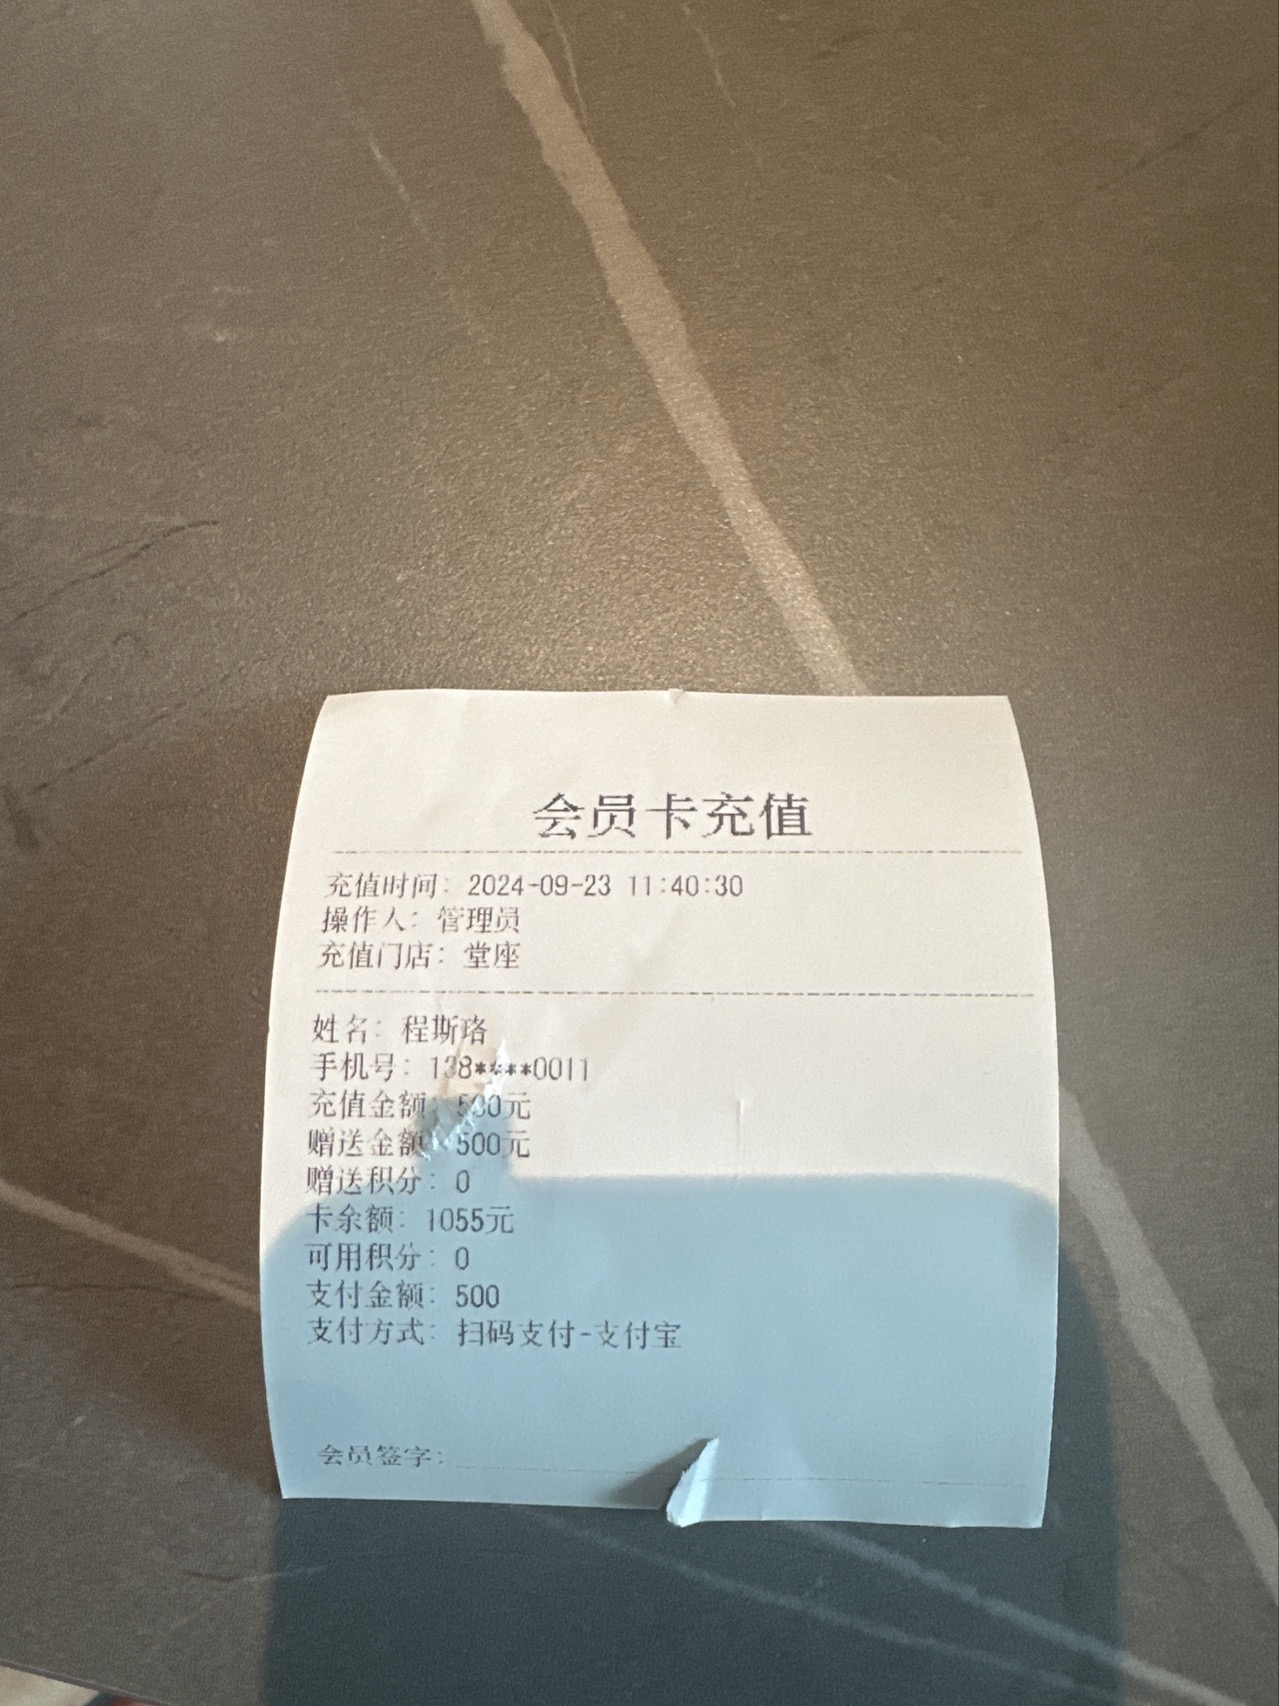 会员卡充值
充值时间: 2024-09-23 11:40:30
操作人: 管理员
充值门店: 堂座
姓名: 程斯珞
手机号: 138****0011
充值金额: 500元
赠送金额: 500元
赠送积分: 0
卡余额: 1055元
可用积分: 0
支付金额: 500
支付方式: 扫码支付-支付宝
会员签字: